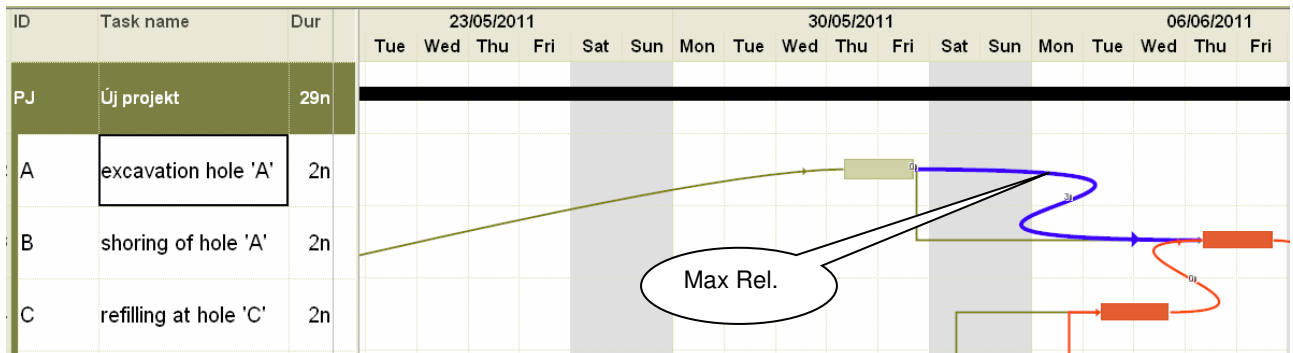 ID Task name Dur 23/05/2011 30/05/2011 06/06/2011
Tue Wed Thu Fri Sat Sun Mon Tue Wed Thu Fri Sat Sun Mon Tue Wed Thu Fri
PJ Új projekt 29n
A excavation hole 'A' 2n
B shoring of hole 'A' 2n
Max Rel.
C refilling at hole 'C' 2n